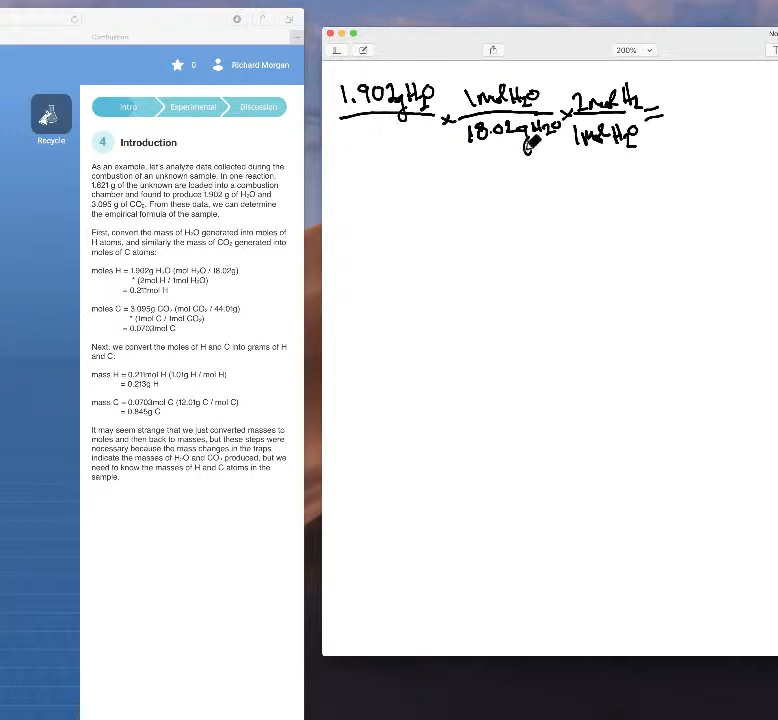 Combustion
No
0
Richard Morgan
200%
Intro
Experimental
Discussion
Recycle
4 Introduction
As an example, let's analyze data collected during the
combustion of an unknown sample. In one reaction,
1.621 g of the unknown are loaded into a combustion
chamber and found to produce 1.902 g of H₂O and
3.095 g of CO₂. From these data, we can determine
the empirical formula of the sample.
First, convert the mass of H₂O generated into moles of
H atoms, and similarly the mass of CO₂ generated into
moles of C atoms:
moles H = 1.902g H₂O (mol H₂O / 18.02g)
* (2mol H / 1mol H₂O)
= 0.211mol H
moles C = 3.095g CO₂ (mol CO₂ / 44.01g)
* (1mol C / 1mol CO₂)
= 0.0703mol C
Next, we convert the moles of H and C into grams of H
and C:
mass H = 0.211mol H (1.01g H / mol H)
= 0.213g H
mass C = 0.0703mol C (12.01g C / mol C)
= 0.845g C
It may seem strange that we just converted masses to
moles and then back to masses, but these steps were
necessary because the mass changes in the traps
indicate the masses of H₂O and CO₂ produced, but we
need to know the masses of H and C atoms in the
sample.
1.902g H₂O × 1 mol H₂O × 2 mol H₂ =
18.02g H₂O 1 mol H₂O